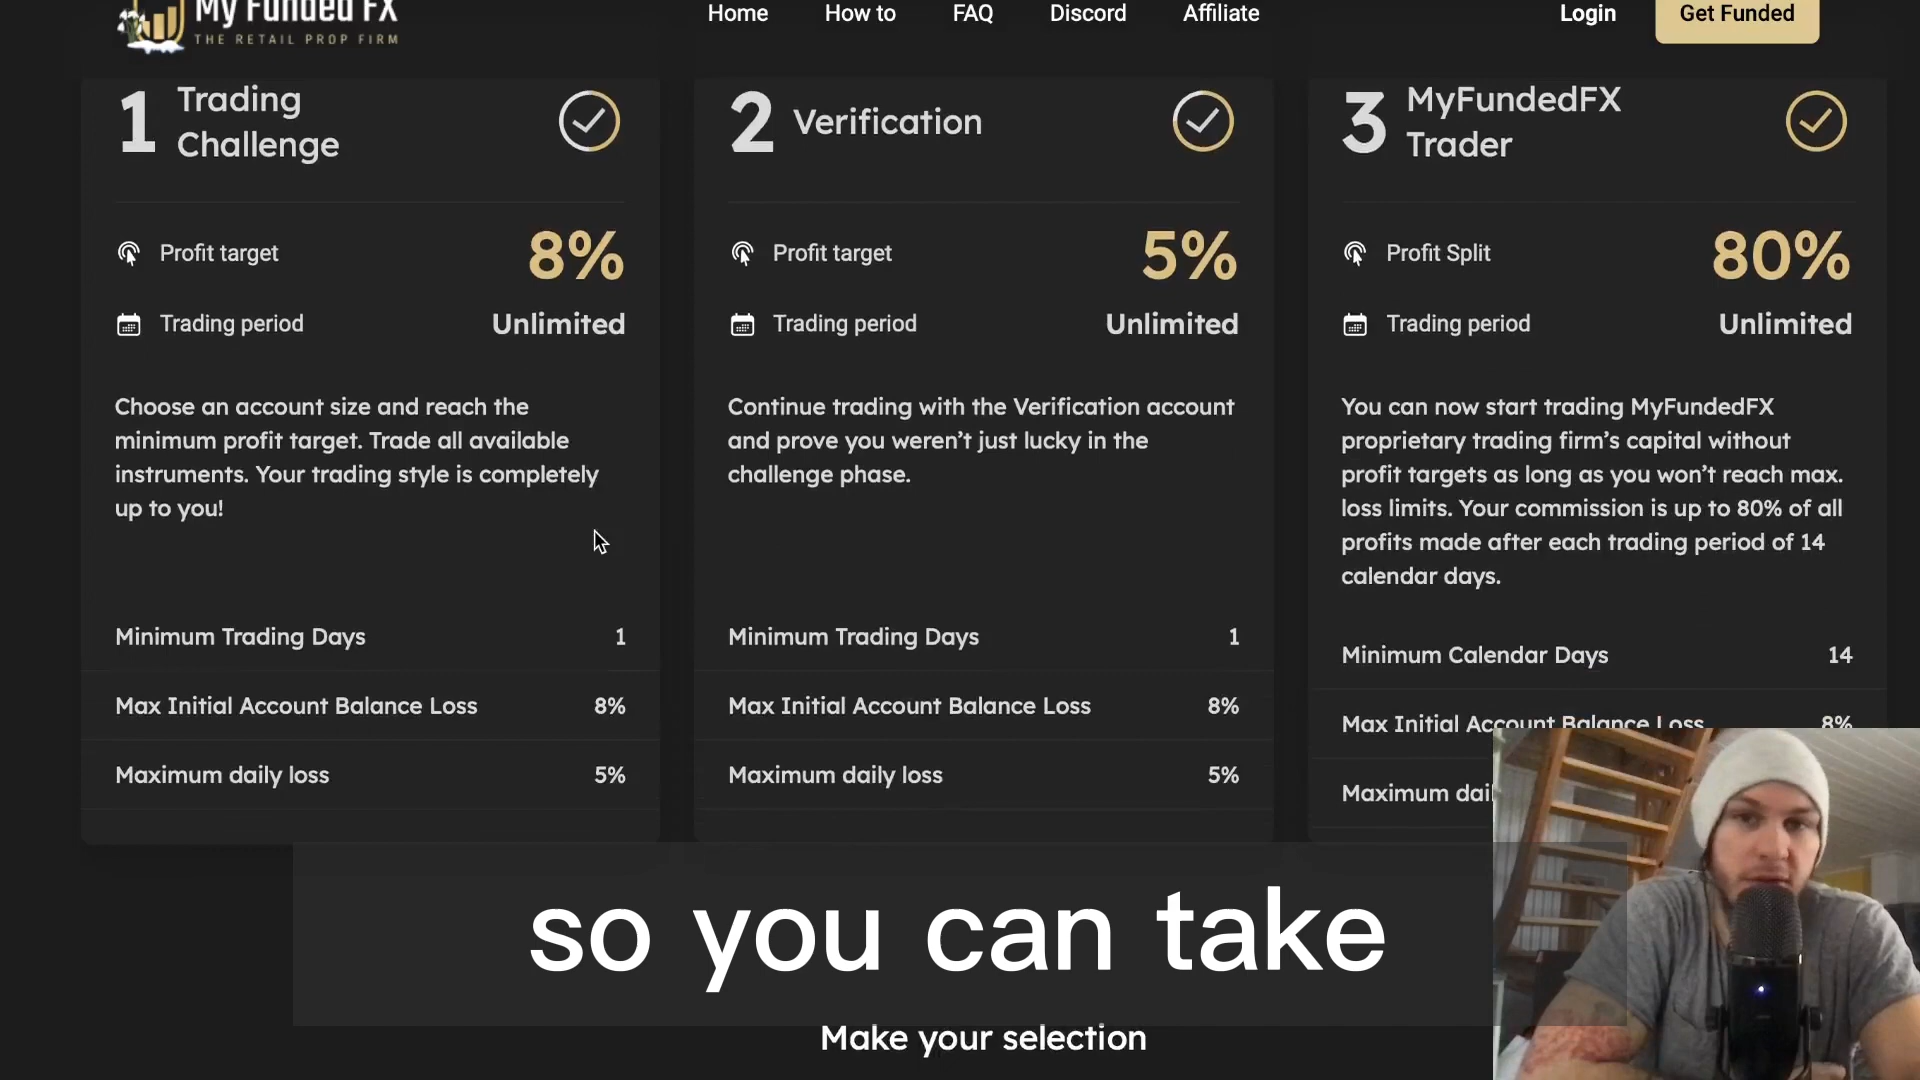 My Funded FX
THE RETAIL PROP FIRM
Home
How to
FAQ
Discord
Affiliate
Login
Get Funded
1 Trading
Challenge
Profit target 8%
Trading period Unlimited
Choose an account size and reach the
minimum profit target. Trade all available
instruments. Your trading style is completely
up to you!
Minimum Trading Days 1
Max Initial Account Balance Loss 8%
Maximum daily loss 5%
2 Verification
Profit target 5%
Trading period Unlimited
Continue trading with the Verification account
and prove you weren’t just lucky in the
challenge phase.
Minimum Trading Days 1
Max Initial Account Balance Loss 8%
Maximum daily loss 5%
3 MyFundedFX
Trader
Profit Split 80%
Trading period Unlimited
You can now start trading MyFundedFX
proprietary trading firm’s capital without
profit targets as long as you won’t reach max.
loss limits. Your commission is up to 80% of all
profits made after each trading period of 14
calendar days.
Minimum Calendar Days 14
Max Initial Account Balance Loss 8%
Maximum
so you can take
Make your selection